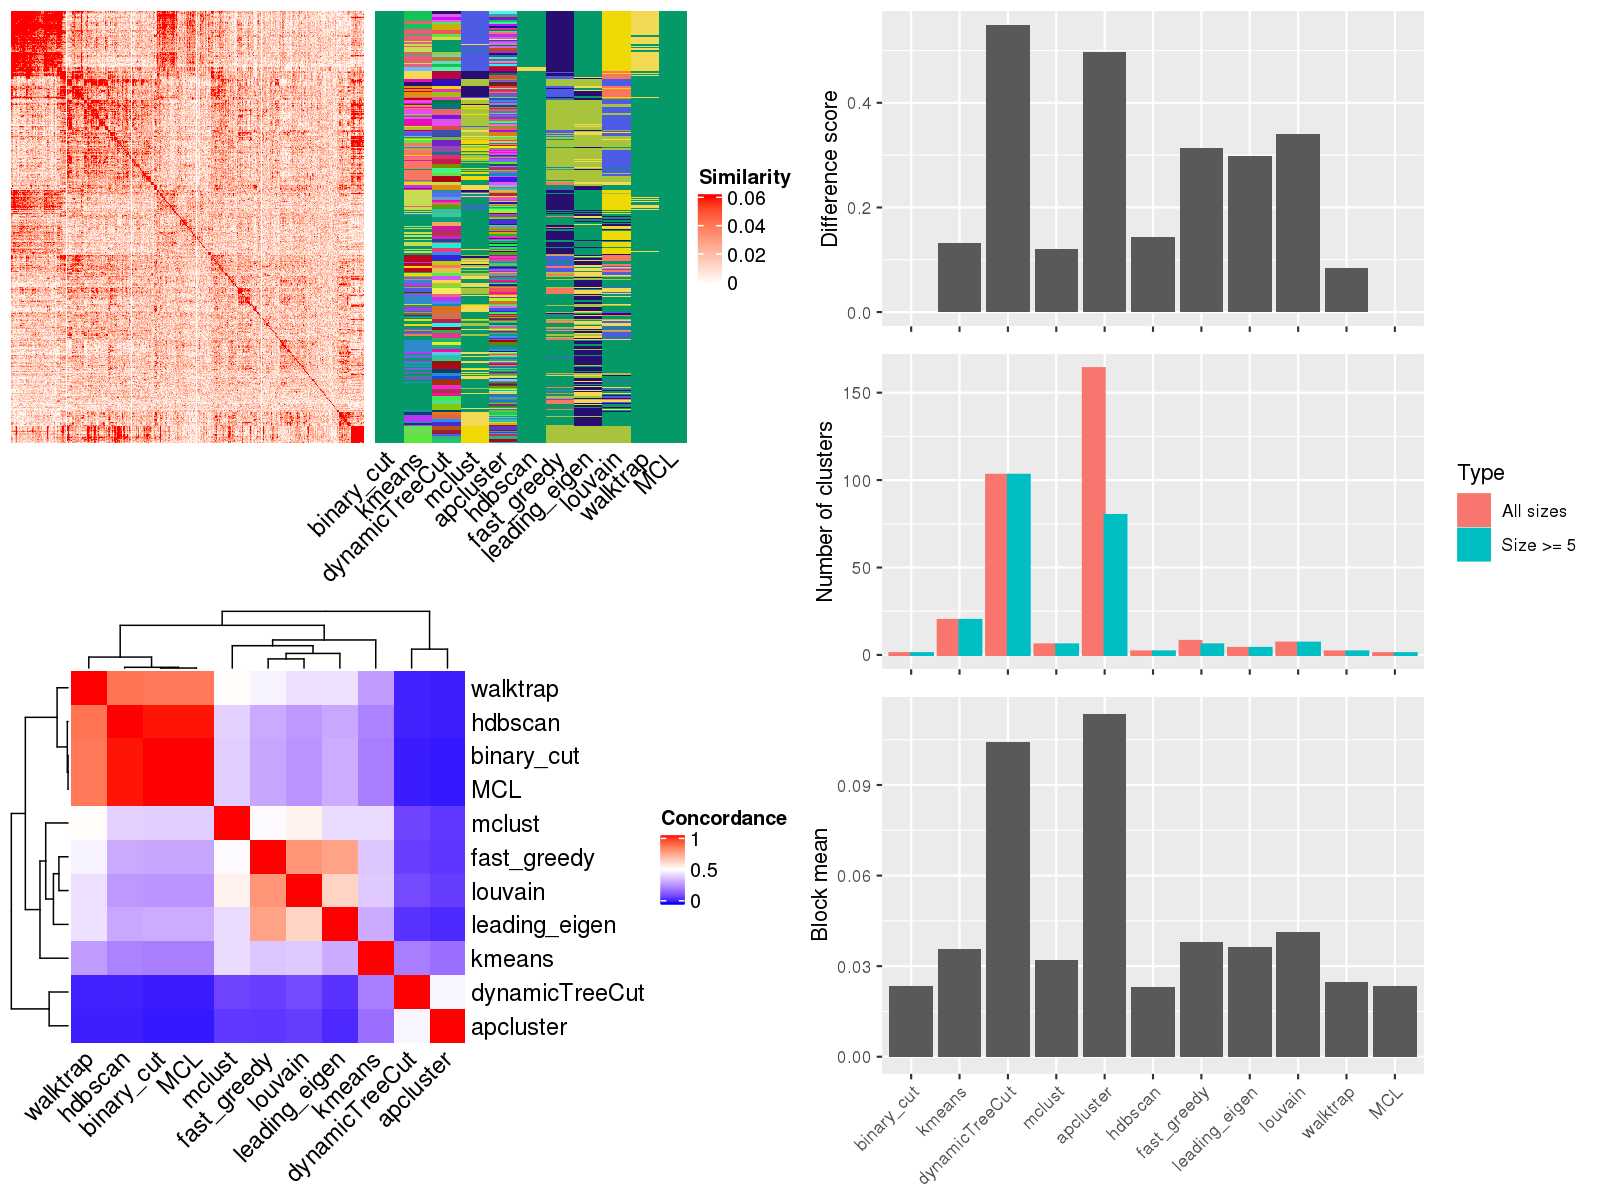 Similarity
0.06
0.04
0.02
0
binary_cut
kmeans
dynamicTreeCut
mclust
apcluster
hdbscan
fast_greedy
leading_eigen
louvain
walktrap
MCL
walktrap
hdbscan
binary_cut
MCL
mclust
fast_greedy
louvain
leading_eigen
kmeans
dynamicTreeCut
apcluster
walktrap
hdbscan
binary_cut
MCL
mclust
fast_greedy
louvain
leading_eigen
kmeans
dynamicTreeCut
apcluster
Concordance
1
0.5
0
Difference score
0.4
0.2
0.0
Number of clusters
150
100
50
0
Type
All sizes
Size >= 5
Block mean
0.09
0.06
0.03
0.00
binary_cut
kmeans
dynamicTreeCut
mclust
apcluster
hdbscan
fast_greedy
leading_eigen
louvain
walktrap
MCL